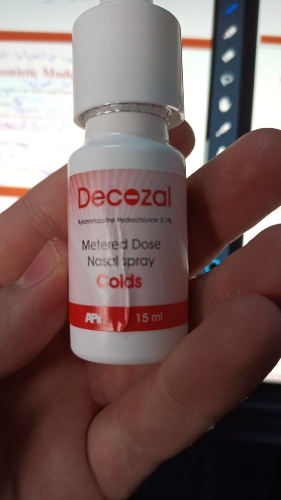 Decozal
Xylometazoline Hydrochloride 0.1%
Metered Dose
Nasal spray
Colds
API
15 ml